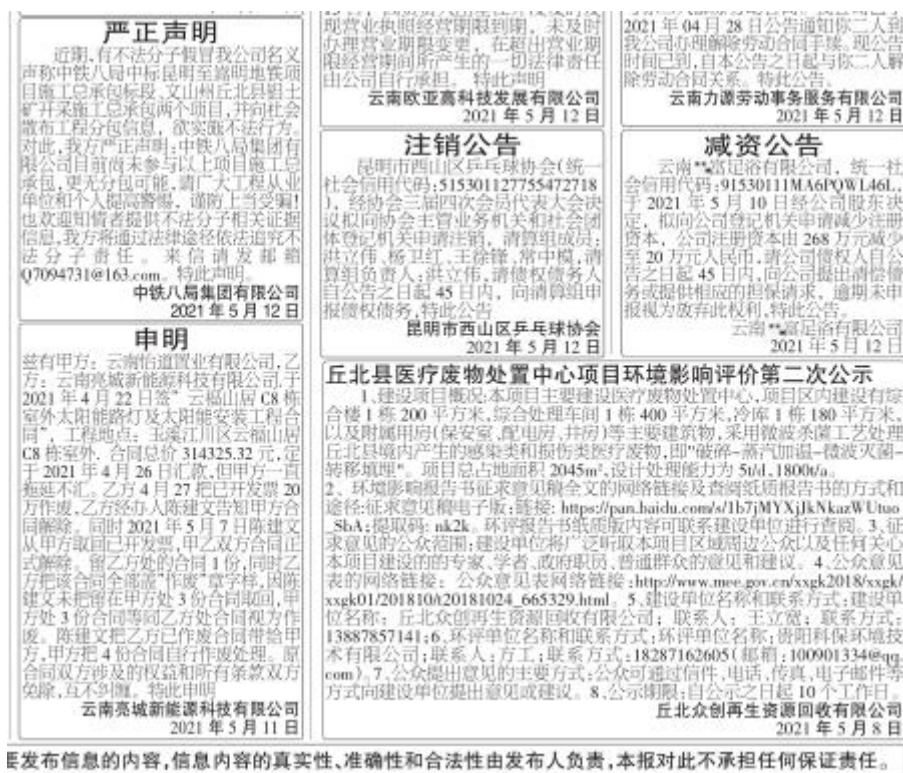 严正声明
近期,有不法分子假冒我公司名义
声称中铁八局中标昆明至嵩明地铁项
目施工总承包标段、文山州丘北县铝土
矿开采施工总承包两个项目,并向社会
散布工程分包信息，欲实施不法行为。
对此,我方严正声明:中铁八局集团有
限公司目前尚未参与以上项目施工总
承包,更无分包可能,请广大工程从业
单位和个人提高警惕，谨防上当受骗!
也欢迎知情者提供不法分子相关证据
信息,我方将通过法律途径依法追究不
法分子责任。来信请发邮箱
Q7094731@163.com。特此声明。
中铁八局集团有限公司
2021年5月12日
申明
兹有甲方：云南怡道置业有限公司,乙
方：云南亮城新能源科技有限公司,于
2021年4月22日签"云福山居C8栋
室外太阳能路灯及太阳能安装工程合
同"，工程地点：玉溪江川区云福山居
C8栋室外，合同总价314325.32元,定
于2021年4月26日汇款,但甲方一直
拖延不汇。乙方4月27把已开发票20
万作废,乙方经办人陈建文告知甲方合
同解除。同时2021年5月7日陈建文
从甲方取回已开发票,甲乙双方合同正
式解除。留乙方处的合同1份,同时乙
方把该合同全部盖"作废"章字样,因陈
建文未把留在甲方处3份合同取回,甲
方处3份合同等同乙方处合同视为作
废。陈建文把乙方已作废合同带给甲
方,甲方把4份合同自行作废处理。原
合同双方涉及的权益和所有条款双方
免除,互不纠缠。特此申明
云南亮城新能源科技有限公司
2021年5月11日
现营业执照经营期限到期，未及时
办理营业期限变更，在超出营业期
限经营期间所产生的一切法律责任
由公司自行承担。特此声明
云南欧亚高科技发展有限公司
2021年5月12日
注销公告
昆明市西山区乒乓球协会(统一
社会信用代码:515301127755472718
)，经协会三届四次会员代表大会决
议拟向协会主管业务机关和社会团
体登记机关申请注销，清算组成员:
洪立伟,杨卫红,王徐锋,常中模,清
算组负责人:洪立伟,请债权债务人
自公告之日起45日内，向清算组申
报债权债务,特此公告
昆明市西山区乒乓球协会
2021年5月12日
2021年04月28日公告通知你二人到
我公司办理解除劳动合同手续。现公告
时间已到,自本公告之日起与你二人解
除劳动合同关系。特此公告。
云南力源劳动事务服务有限公司
2021年5月12日
减资公告
云南**富足浴有限公司，统一社
会信用代码:91530111MA6PQWL46L,
于2021年5月10日经公司股东决
定，拟向公司登记机关申请减少注册
资本，公司注册资本由268万元减少
至20万元人民币,请公司债权人自公
告之日起45日内,向公司提出清偿债
务或提供相应的担保请求，逾期未申
报视为放弃此权利,特此公告。
云南**富足浴有限公司
2021年5月12日
丘北县医疗废物处置中心项目环境影响评价第二次公示
1、建设项目概况:本项目主要建设医疗废物处置中心,项目区内建设有综
合楼1栋200平方米,综合处理车间1栋400平方米,冷库1栋180平方米,
以及附属用房(保安室,配电房,井房)等主要建筑物,采用微波杀菌工艺处理
丘北县境内产生的感染类和损伤类医疗废物,即"破碎-蒸汽加温-微波灭菌-
转移填埋"。项目总占地面积2045m²,设计处理能力为5t/d,1800t/a。
2、环境影响报告书征求意见稿全文的网络链接及查阅纸质报告书的方式和
途径:征求意见稿电子版:链接:https://pan.baidu.com/s/1b7jMYXjJkNkazWUtuo
_SbA;提取码:nk2k。环评报告书纸质版内容可联系建设单位进行查阅。3、征
求意见的公众范围:建设单位将广泛听取本项目区域周边公众以及任何关心
本项目建设的的专家、学者、政府职员、普通群众的意见和建议。4、公众意见
表的网络链接：公众意见表网络链接:http://www.mee.gov.cn/xxgk2018/xxgk/
xxgk01/201810/t20181024_665329.html。5、建设单位名称和联系方式:建设单
位名称：丘北众创再生资源回收有限公司；联系人：王立宽；联系方式：
13887857141;6、环评单位名称和联系方式:环评单位名称:贵阳科保环境技
术有限公司;联系人:方工;联系方式:18287162605(邮箱:100901334@qq.
com)。7、公众提出意见的主要方式:公众可通过信件、电话、传真、电子邮件等
方式向建设单位提出意见或建议。8、公示期限:自公示之日起10个工作日。
丘北众创再生资源回收有限公司
2021年5月8日
要发布信息的内容,信息内容的真实性、准确性和合法性由发布人负责,本报对此不承担任何保证责任。